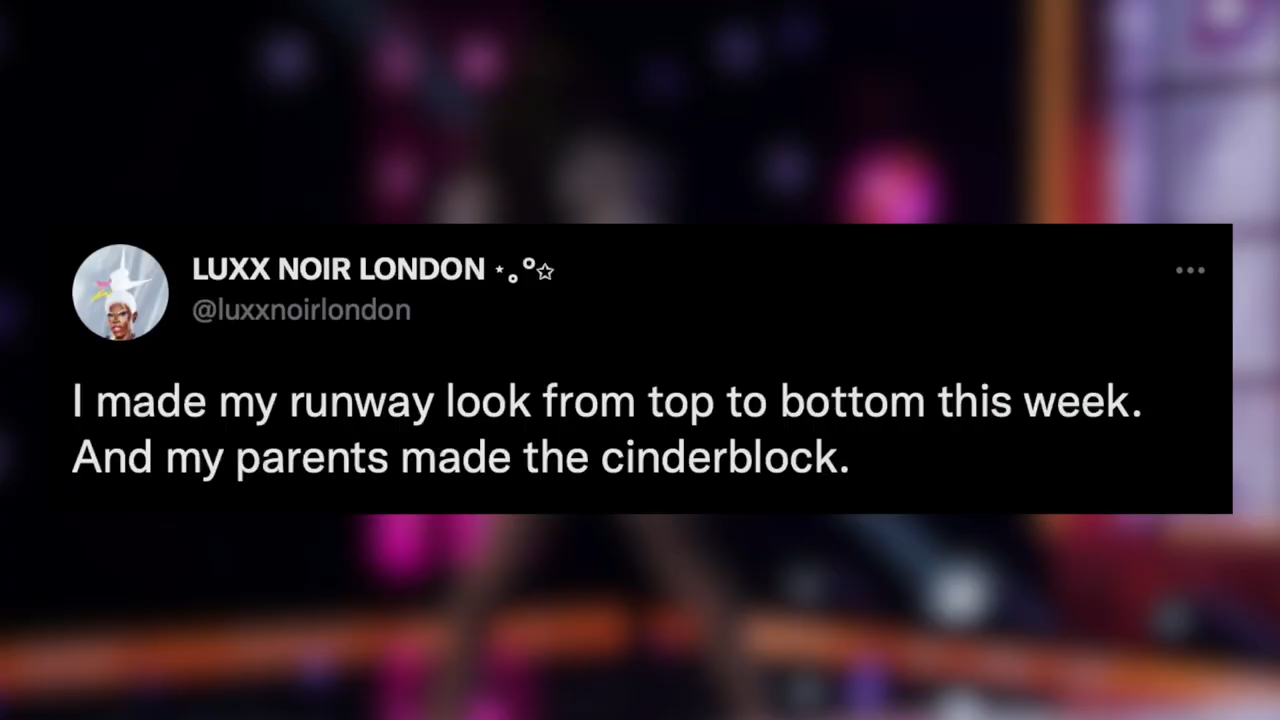 LUXX NOIR LONDON ⋆｡°✩
@luxxnoirlondon
I made my runway look from top to bottom this week.
And my parents made the cinderblock.